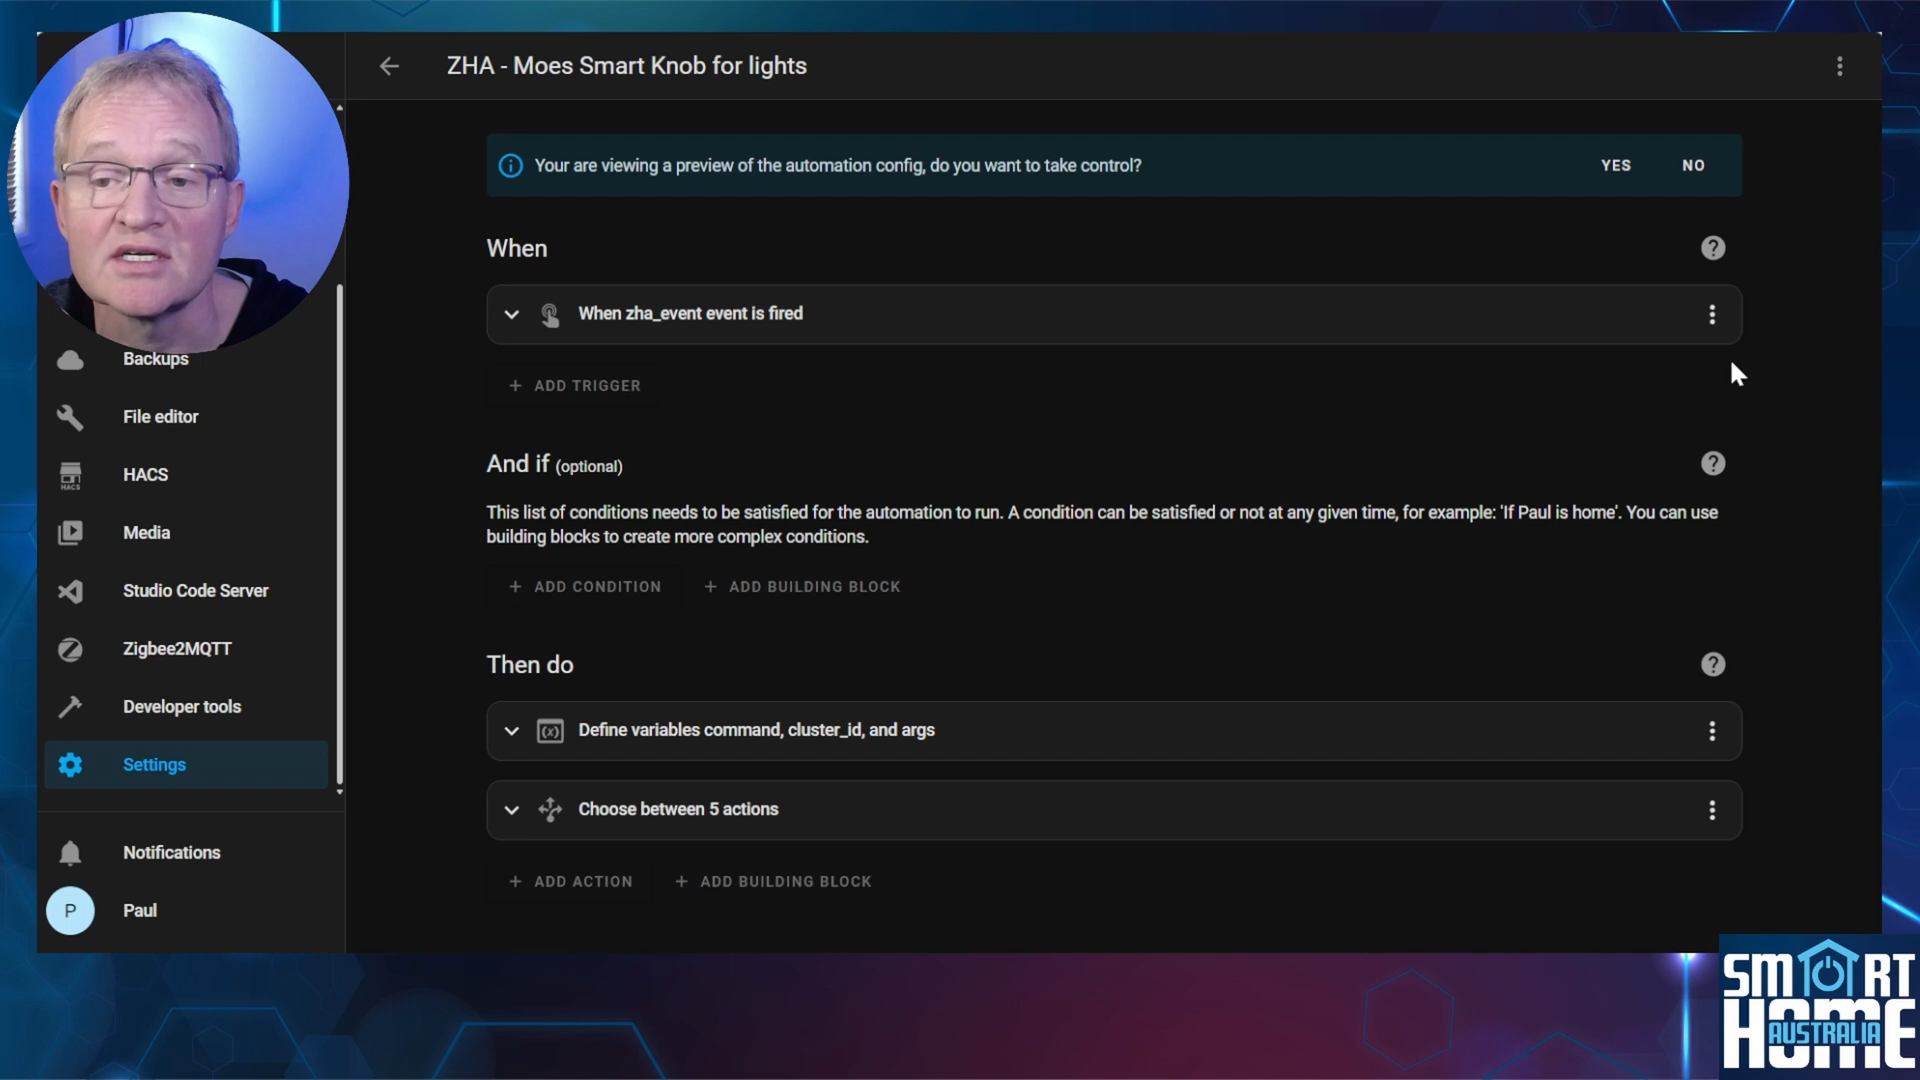 ZHA - Moes Smart Knob for lights
Your are viewing a preview of the automation config, do you want to take control?
YES
NO
When
When zha_event event is fired
ADD TRIGGER
And if (optional)
This list of conditions needs to be satisfied for the automation to run. A condition can be satisfied or not at any given time, for example: 'If Paul is home'. You can use
building blocks to create more complex conditions.
ADD CONDITION
ADD BUILDING BLOCK
Then do
Define variables command, cluster_id, and args
Choose between 5 actions
ADD ACTION
ADD BUILDING BLOCK
Backups
File editor
HACS
HACS
Media
Studio Code Server
Zigbee2MQTT
Developer tools
Settings
Notifications
P
Paul
SMART
HOME
AUSTRALIA